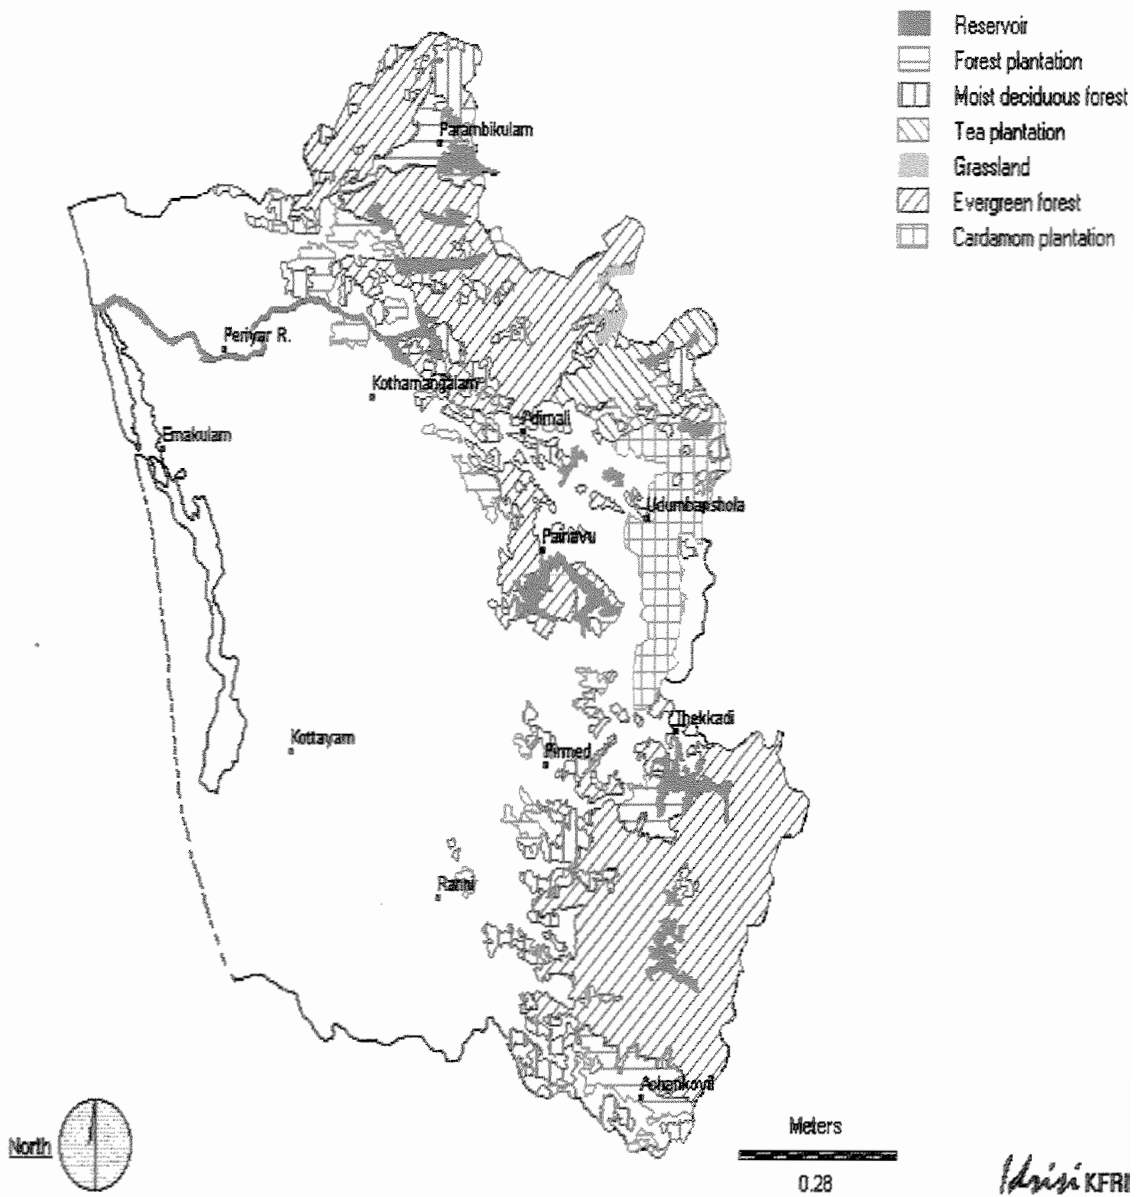 Reservoir
Forest plantation
Moist deciduous forest
Tea plantation
Grassland
Evergreen forest
Cardamom plantation
Parambikulam
Periyar R.
Kothamangalam
Adimali
Ernakulam
Udumbanshola
Painavu
Thekkadi
Kottayam
Pirmed
Ranni
Achankovil
North
Meters
0.28
Idrisi KFRI